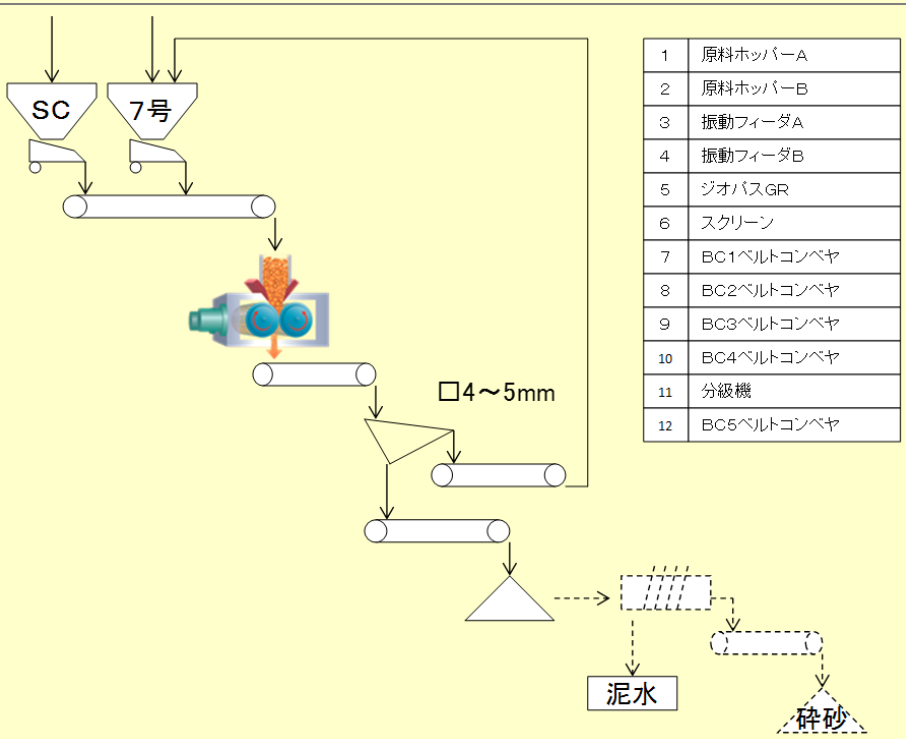 SC
7号
□4～5mm
泥水
砕砂
1 原料ホッパーA
2 原料ホッパーB
3 振動フィーダA
4 振動フィーダB
5 ジオパスGR
6 スクリーン
7 BC1ベルトコンベヤ
8 BC2ベルトコンベヤ
9 BC3ベルトコンベヤ
10 BC4ベルトコンベヤ
11 分級機
12 BC5ベルトコンベヤ